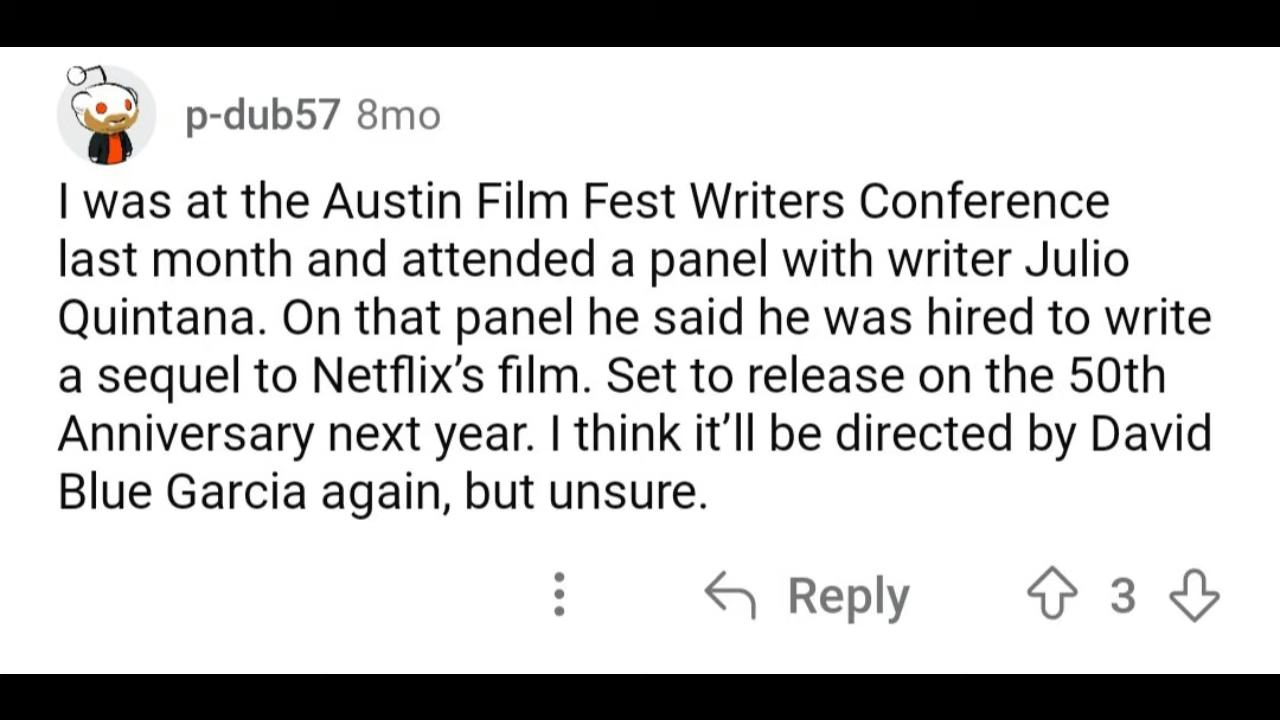 p-dub57 8mo
I was at the Austin Film Fest Writers Conference
last month and attended a panel with writer Julio
Quintana. On that panel he said he was hired to write
a sequel to Netflix’s film. Set to release on the 50th
Anniversary next year. I think it’ll be directed by David
Blue Garcia again, but unsure.
Reply 3